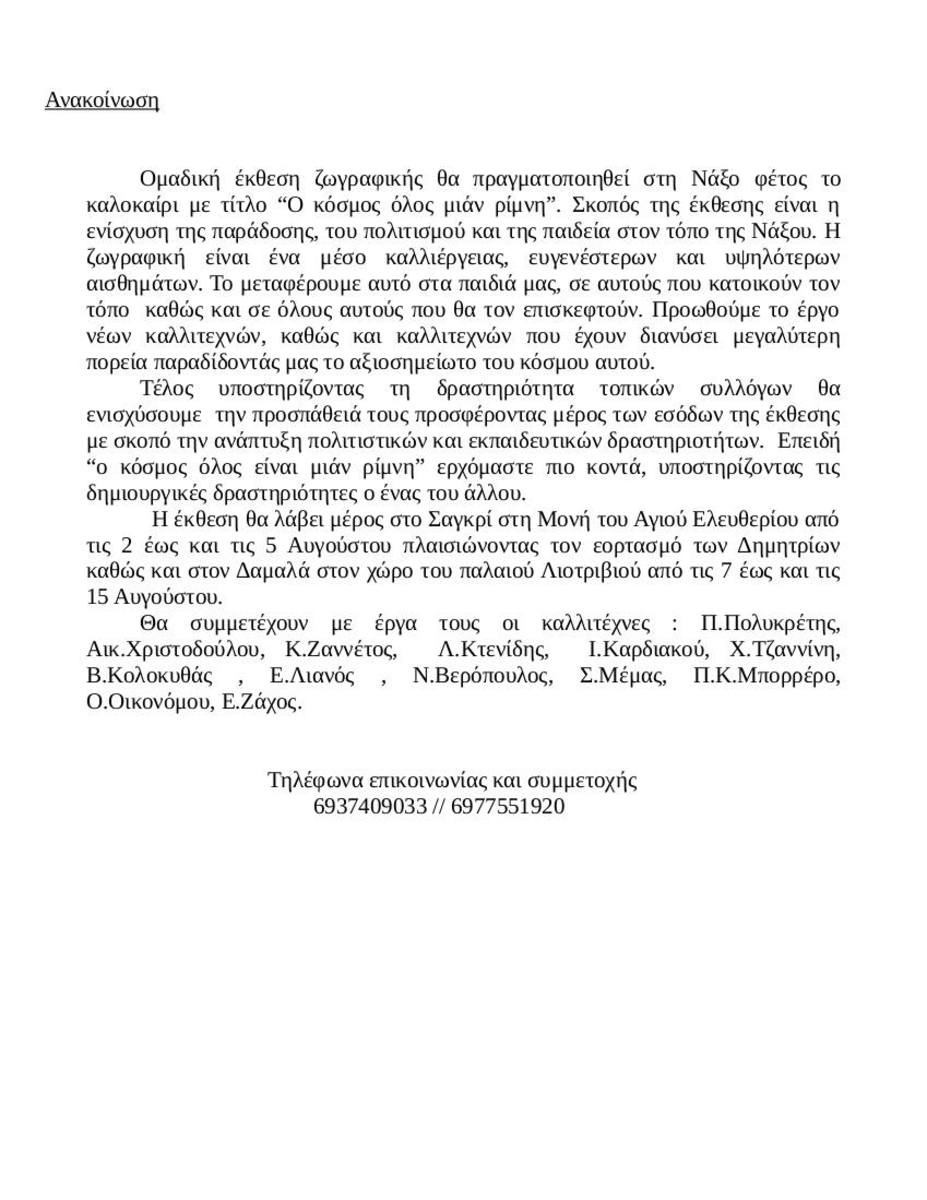 Ανακοίνωση
Ομαδική έκθεση ζωγραφικής θα πραγματοποιηθεί στη Νάξο φέτος το
καλοκαίρι με τίτλο “Ο κόσμος όλος μιάν ρίμνη”. Σκοπός της έκθεσης είναι η
ενίσχυση της παράδοσης, του πολιτισμού και της παιδεία στον τόπο της Νάξου. Η
ζωγραφική είναι ένα μέσο καλλιέργειας, ευγενέστερων και υψηλότερων
αισθημάτων. Το μεταφέρουμε αυτό στα παιδιά μας, σε αυτούς που κατοικούν τον
τόπο καθώς και σε όλους αυτούς που θα τον επισκεφτούν. Προωθούμε το έργο
νέων καλλιτεχνών, καθώς και καλλιτεχνών που έχουν διανύσει μεγαλύτερη
πορεία παραδίδοντάς μας το αξιοσημείωτο του κόσμου αυτού.
Τέλος υποστηρίζοντας τη δραστηριότητα τοπικών συλλόγων θα
ενισχύσουμε την προσπάθειά τους προσφέροντας μέρος των εσόδων της έκθεσης
με σκοπό την ανάπτυξη πολιτιστικών και εκπαιδευτικών δραστηριοτήτων. Επειδή
“ο κόσμος όλος είναι μιάν ρίμνη” ερχόμαστε πιο κοντά, υποστηρίζοντας τις
δημιουργικές δραστηριότητες ο ένας του άλλου.
Η έκθεση θα λάβει μέρος στο Σαγκρί στη Μονή του Αγιού Ελευθερίου από
τις 2 έως και τις 5 Αυγούστου πλαισιώνοντας τον εορτασμό των Δημητρίων
καθώς και στον Δαμαλά στον χώρο του παλαιού Λιοτριβιού από τις 7 έως και τις
15 Αυγούστου.
Θα συμμετέχουν με έργα τους οι καλλιτέχνες : Π.Πολυκρέτης,
Αικ.Χριστοδούλου, Κ.Ζαννέτος, Λ.Κτενίδης, Ι.Καρδιακού, Χ.Τζαννίνη,
Β.Κολοκυθάς , Ε.Λιανός , Ν.Βερόπουλος, Σ.Μέμας, Π.Κ.Μπορρέρο,
Ο.Οικονόμου, Ε.Ζάχος.
Τηλέφωνα επικοινωνίας και συμμετοχής
6937409033 // 6977551920